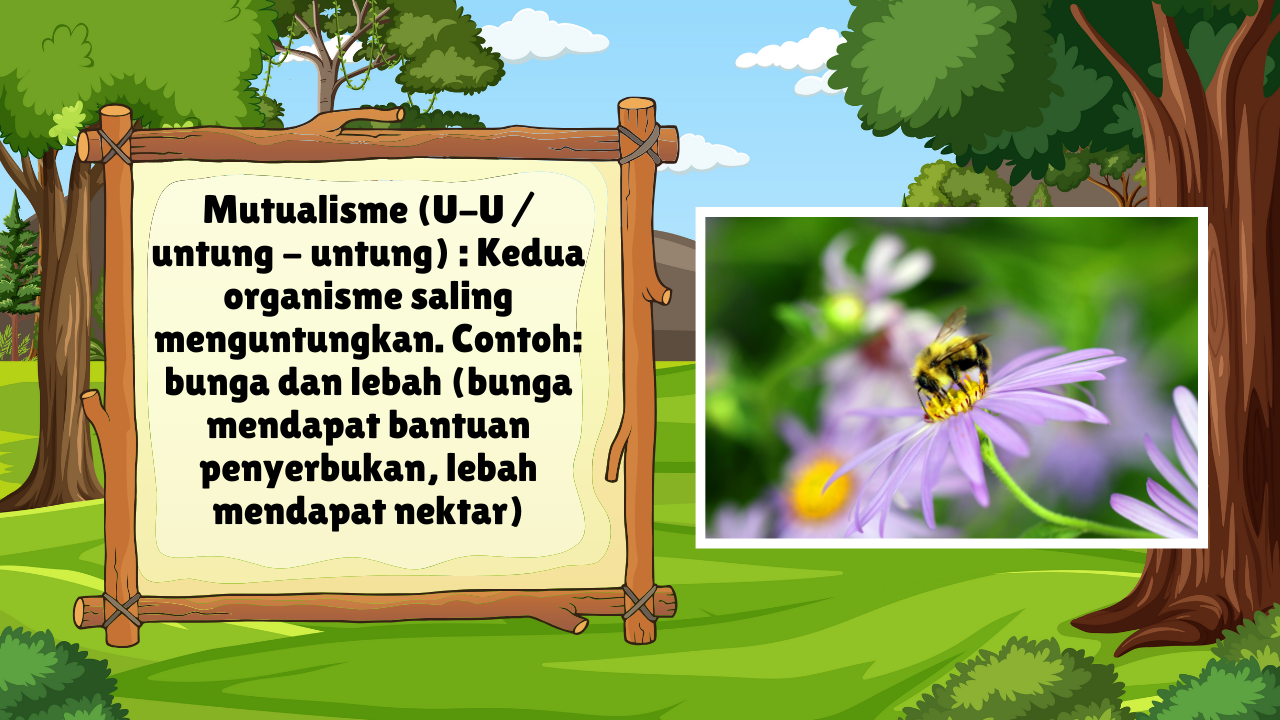 Mutualisme (U-U /
untung - untung) : Kedua
organisme saling
menguntungkan. Contoh:
bunga dan lebah (bunga
mendapat bantuan
penyerbukan, lebah
mendapat nektar)